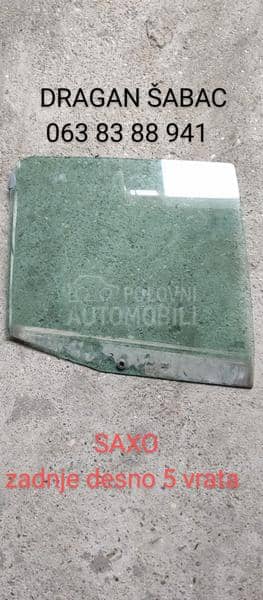 DRAGAN ŠABAC
063 83 88 941
POLOVNI
AUTOMOBILI
SAXO
zadnje desno 5 vrata